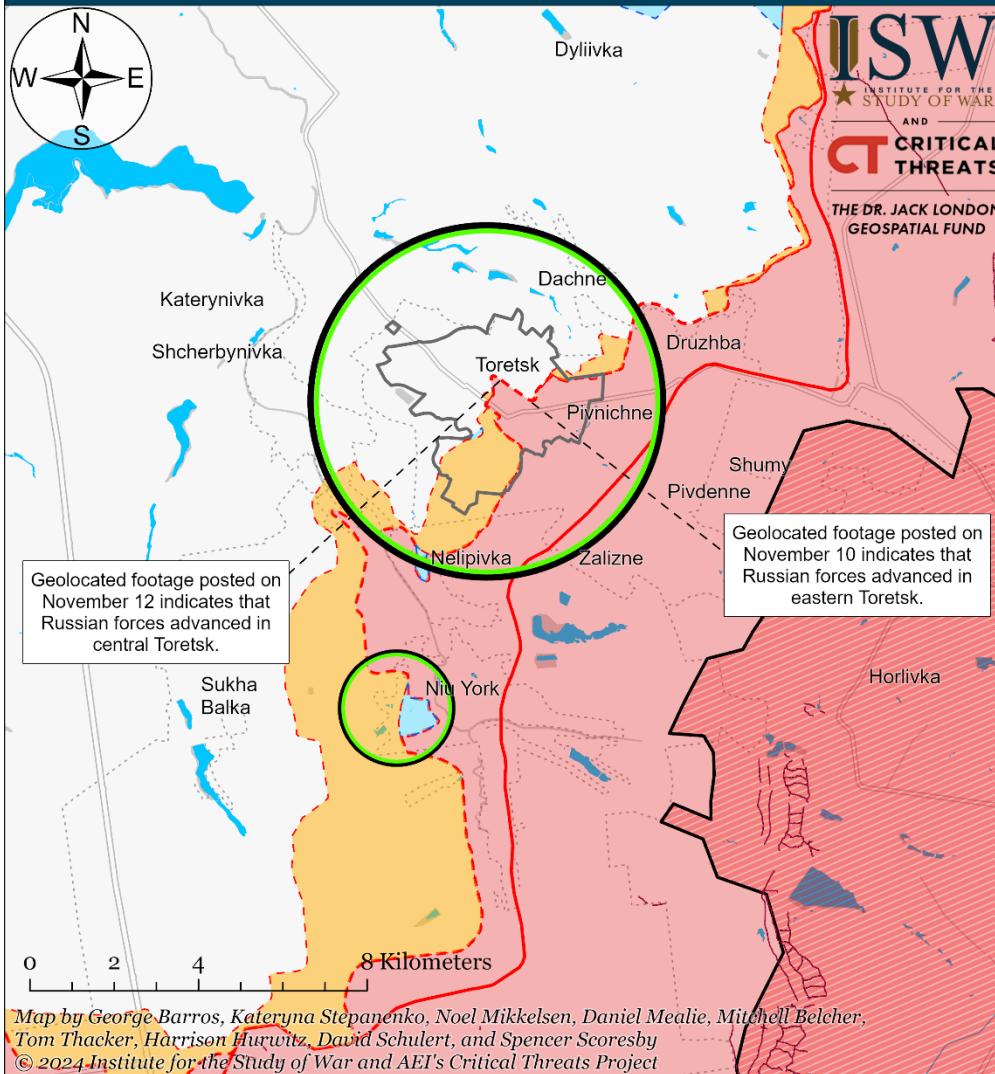 N
W
E
S
ISW
INSTITUTE FOR THE
STUDY OF WAR
AND
CT CRITICAL
THREATS
THE DR. JACK LONDON
GEOSPATIAL FUND
Dyliivka
Dachne
Katerynivka
Shcherbynivka
Druzhba
Toretsk
Pivnichne
Shumy
Pivdenne
Nelipivka
Zalizne
Geolocated footage posted on
November 10 indicates that
Russian forces advanced in
eastern Toretsk.
Geolocated footage posted on
November 12 indicates that
Russian forces advanced in
central Toretsk.
Horlivka
Sukha
Balka
Niu York
0 2 4 8 Kilometers
Map by George Barros, Kateryna Stepanenko, Noel Mikkelsen, Daniel Mealie, Mitchell Belcher,
Tom Thacker, Harrison Hurwitz, David Schulert, and Spencer Scoresby
© 2024 Institute for the Study of War and AEI's Critical Threats Project